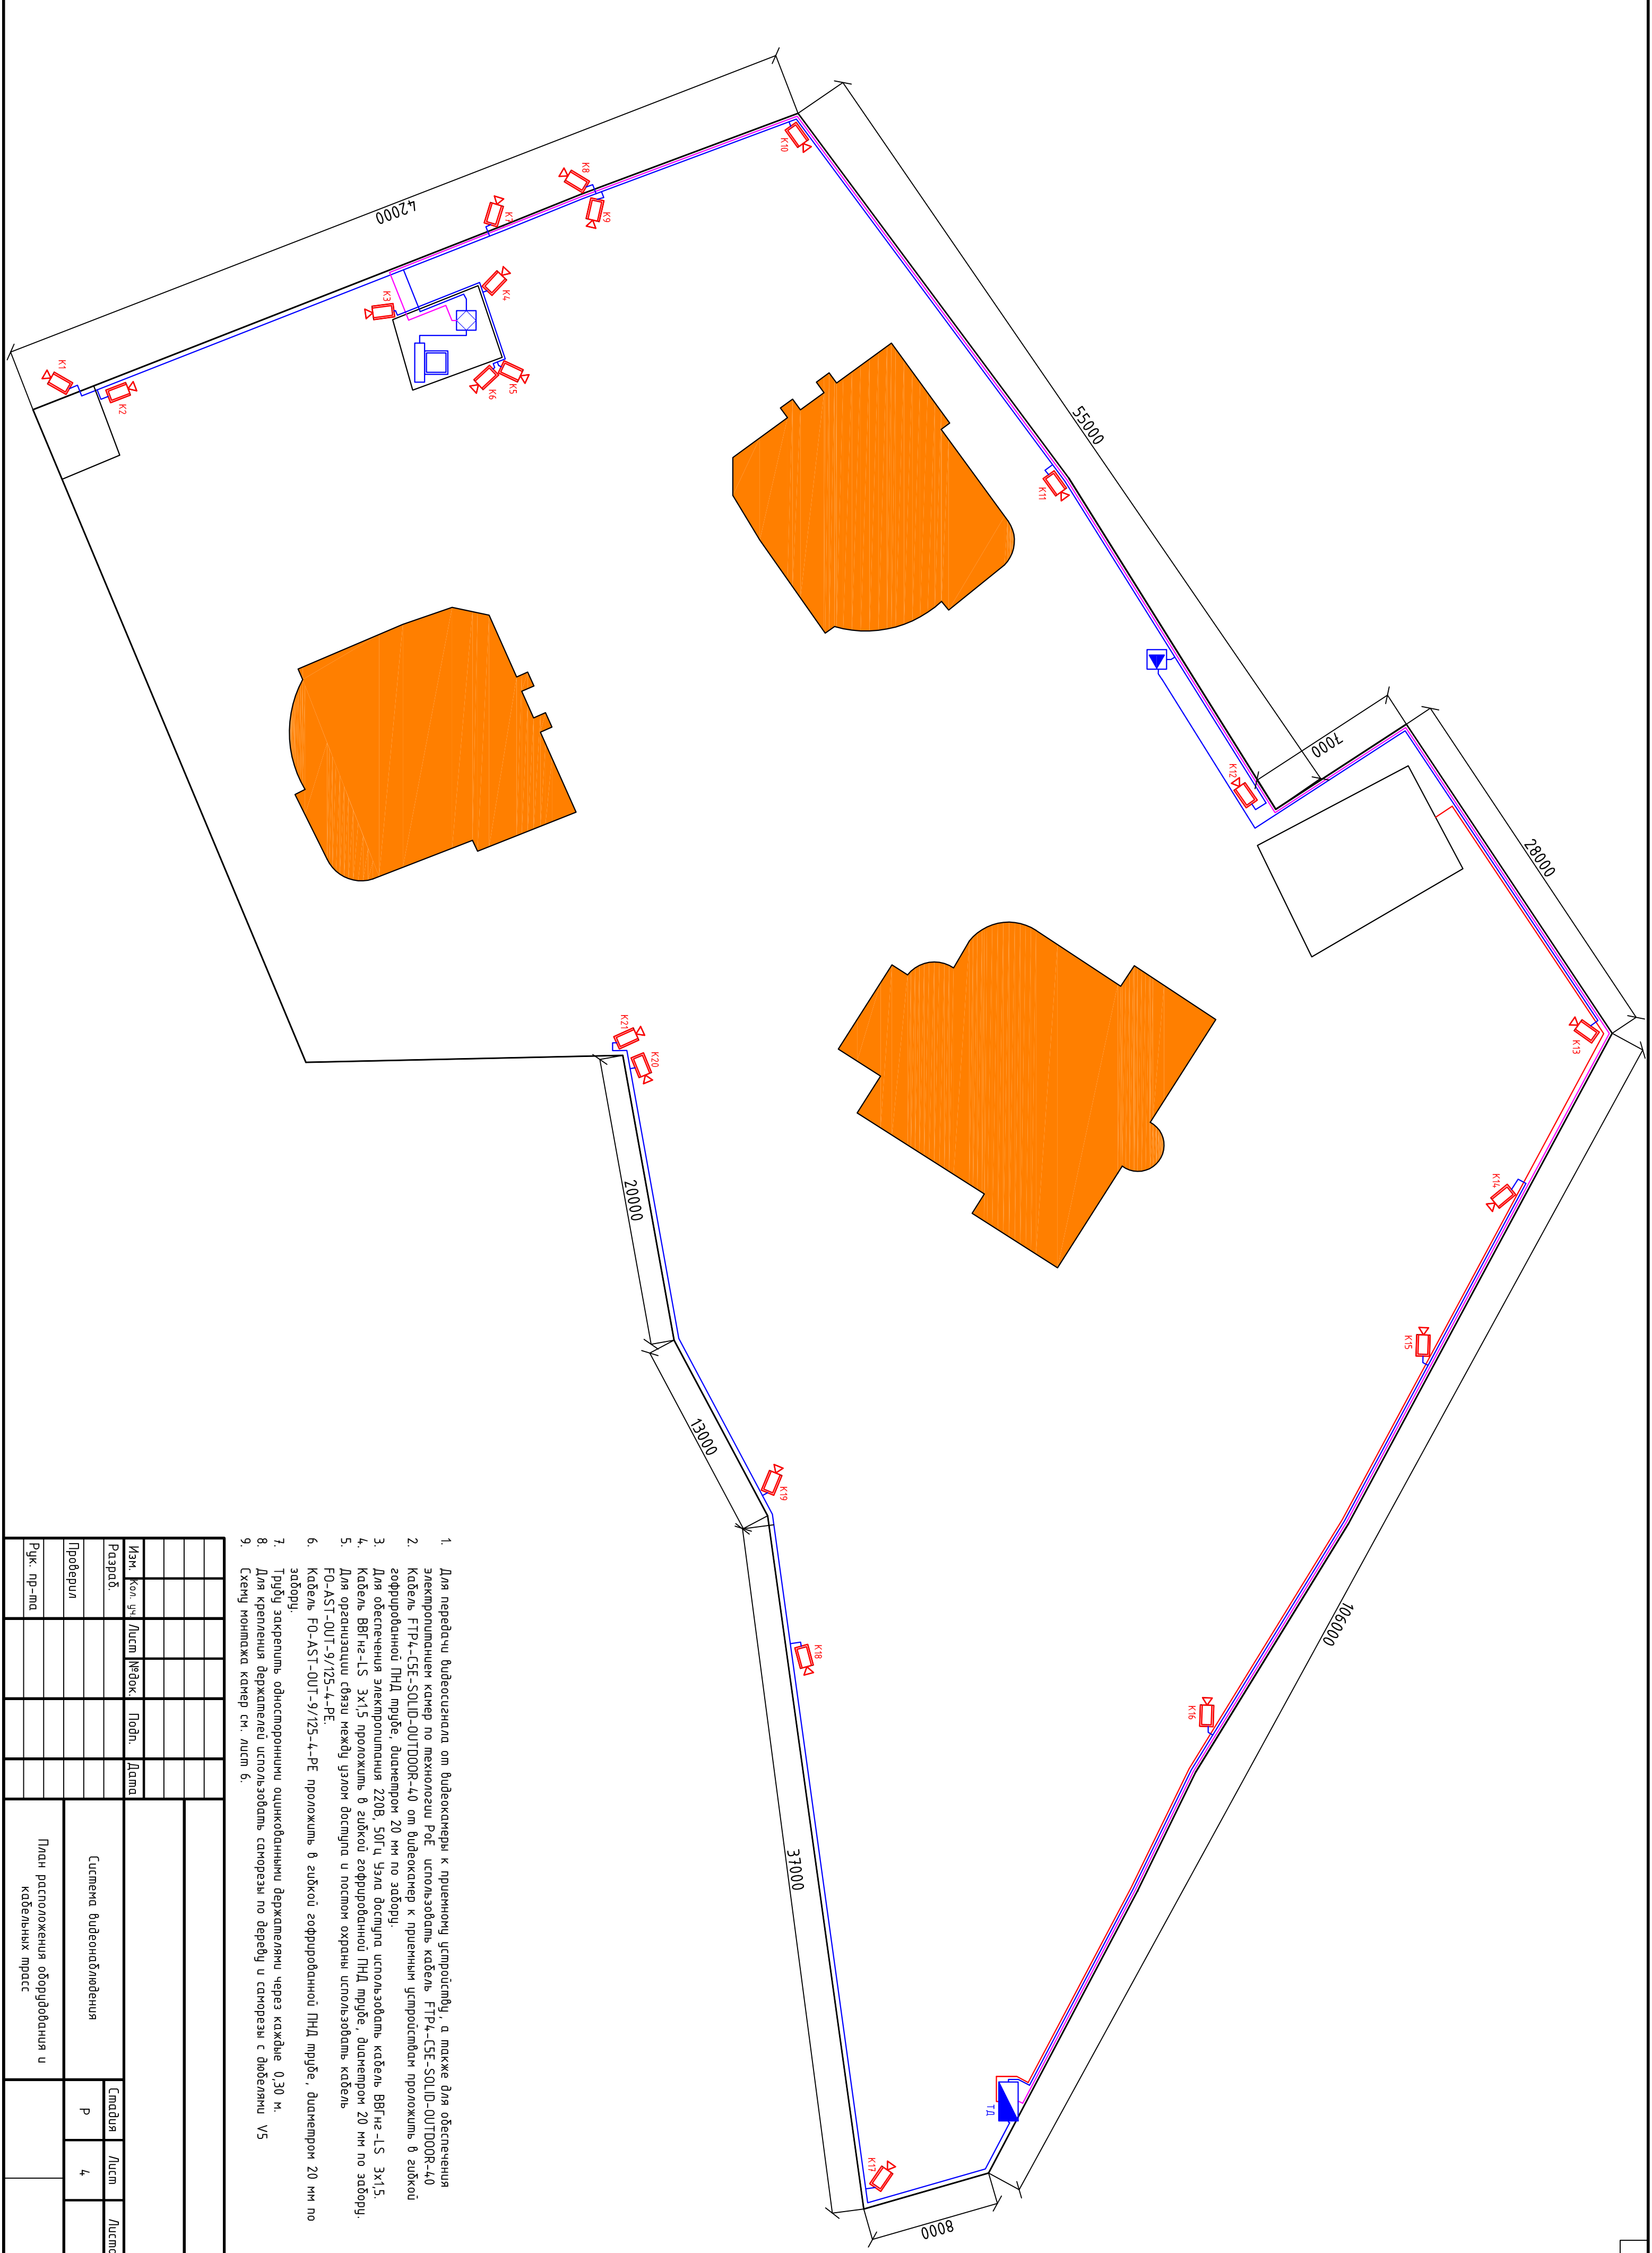 42000
55000
7000
28000
106000
8000
37000
13000
20000
К1
К2
К3
К4
К5
К6
К7
К8
К9
К10
К11
К12
К13
К14
К15
К16
К17
К18
К19
К20
К21
ТД
1. Для передачи видеосигнала от видеокамеры к приемному устройству, а также для обеспечения
электропитанием камер по технологии PoE использовать кабель FTP4-C5E-SOLID-OUTDOOR-40
2. Кабель FTP4-C5E-SOLID-OUTDOOR-40 от видеокамер к приемным устройствам проложить в гибкой
гофрированной ПНД трубе, диаметром 20 мм по забору.
3. Для обеспечения электропитания 220В, 50Гц Узла доступа использовать кабель ВВГнг-LS 3х1,5.
4. Кабель ВВГнг-LS 3х1,5 проложить в гибкой гофрированной ПНД трубе, диаметром 20 мм по забору.
5. Для организации связи между узлом доступа и постом охраны использовать кабель
FO-AST-OUT-9/125-4-PE.
6. Кабель FO-AST-OUT-9/125-4-PE проложить в гибкой гофрированной ПНД трубе, диаметром 20 мм по
забору.
7. Трубу закрепить односторонними оцинкованными держателями через каждые 0,30 м.
8. Для крепления держателей использовать саморезы по дереву и саморезы с дюбелями V5
9. Схему монтажа камер см. лист 6.
Изм. Кол. уч. Лист №док. Подп. Дата
Разраб.
Проверил
Рук. пр-та
Система видеонаблюдения
Стадия Лист
Р 4
План расположения оборудования и
кабельных трасс